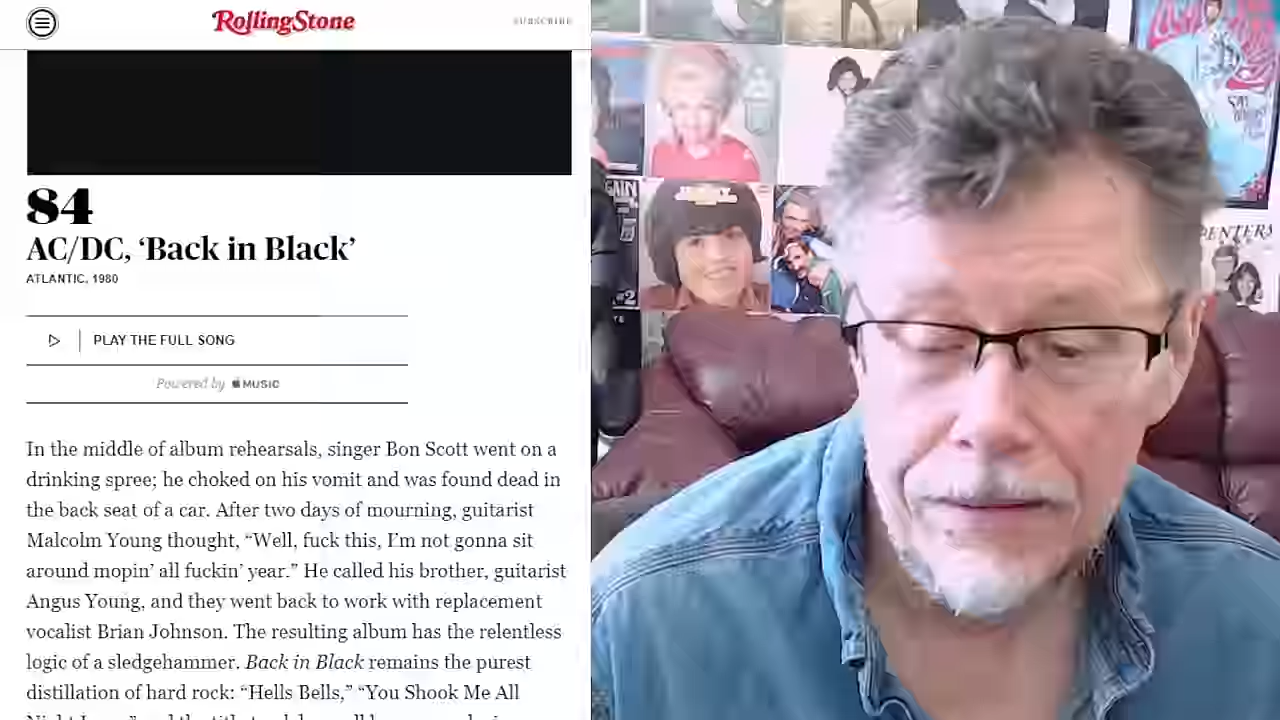 RollingStone
SUBSCRIBE
84
AC/DC, ‘Back in Black’
ATLANTIC, 1980
PLAY THE FULL SONG
Powered by MUSIC
In the middle of album rehearsals, singer Bon Scott went on a
drinking spree; he choked on his vomit and was found dead in
the back seat of a car. After two days of mourning, guitarist
Malcolm Young thought, “Well, fuck this, I’m not gonna sit
around mopin’ all fuckin’ year.” He called his brother, guitarist
Angus Young, and they went back to work with replacement
vocalist Brian Johnson. The resulting album has the relentless
logic of a sledgehammer. Back in Black remains the purest
distillation of hard rock: “Hells Bells,” “You Shook Me All
GAIN
#2
PENTERS